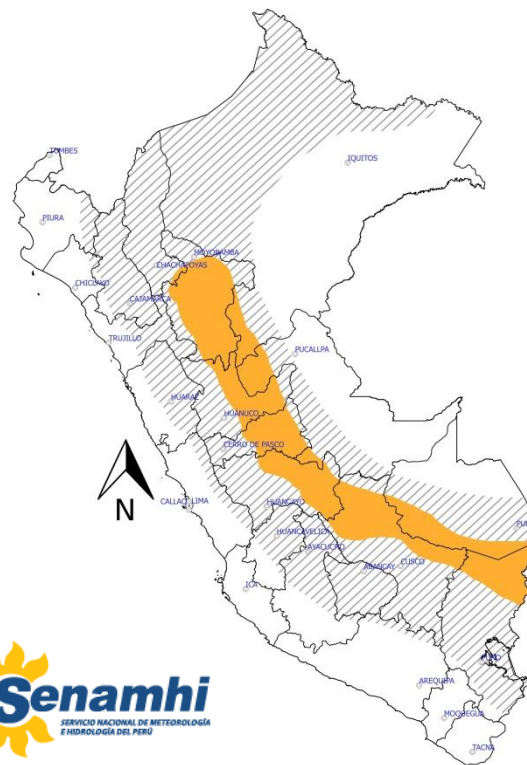 TUMBES
IQUITOS
PIURA
MOYOBAMBA
CHACHAPOYAS
CHICLAYO
CAJAMARCA
TRUJILLO
PUCALLPA
HUARAZ
HUANUCO
CERRO DE PASCO
N
CALLAO LIMA
HUANCAYO
HUANCAVELICA
AYACUCHO
ABANCAY
CUSCO
ICA
PUNO
AREQUIPA
MOQUEGUA
TACNA
Senamhi
SERVICIO NACIONAL DE METEOROLOGÍA
E HIDROLOGÍA DEL PERÚ